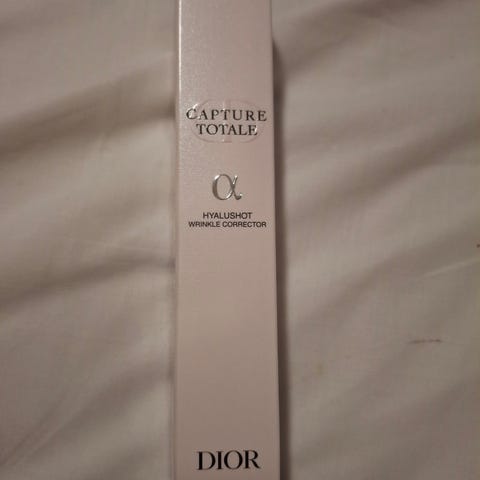 CAPTURE
TOTALE
α
HYALUSHOT
WRINKLE CORRECTOR
DIOR